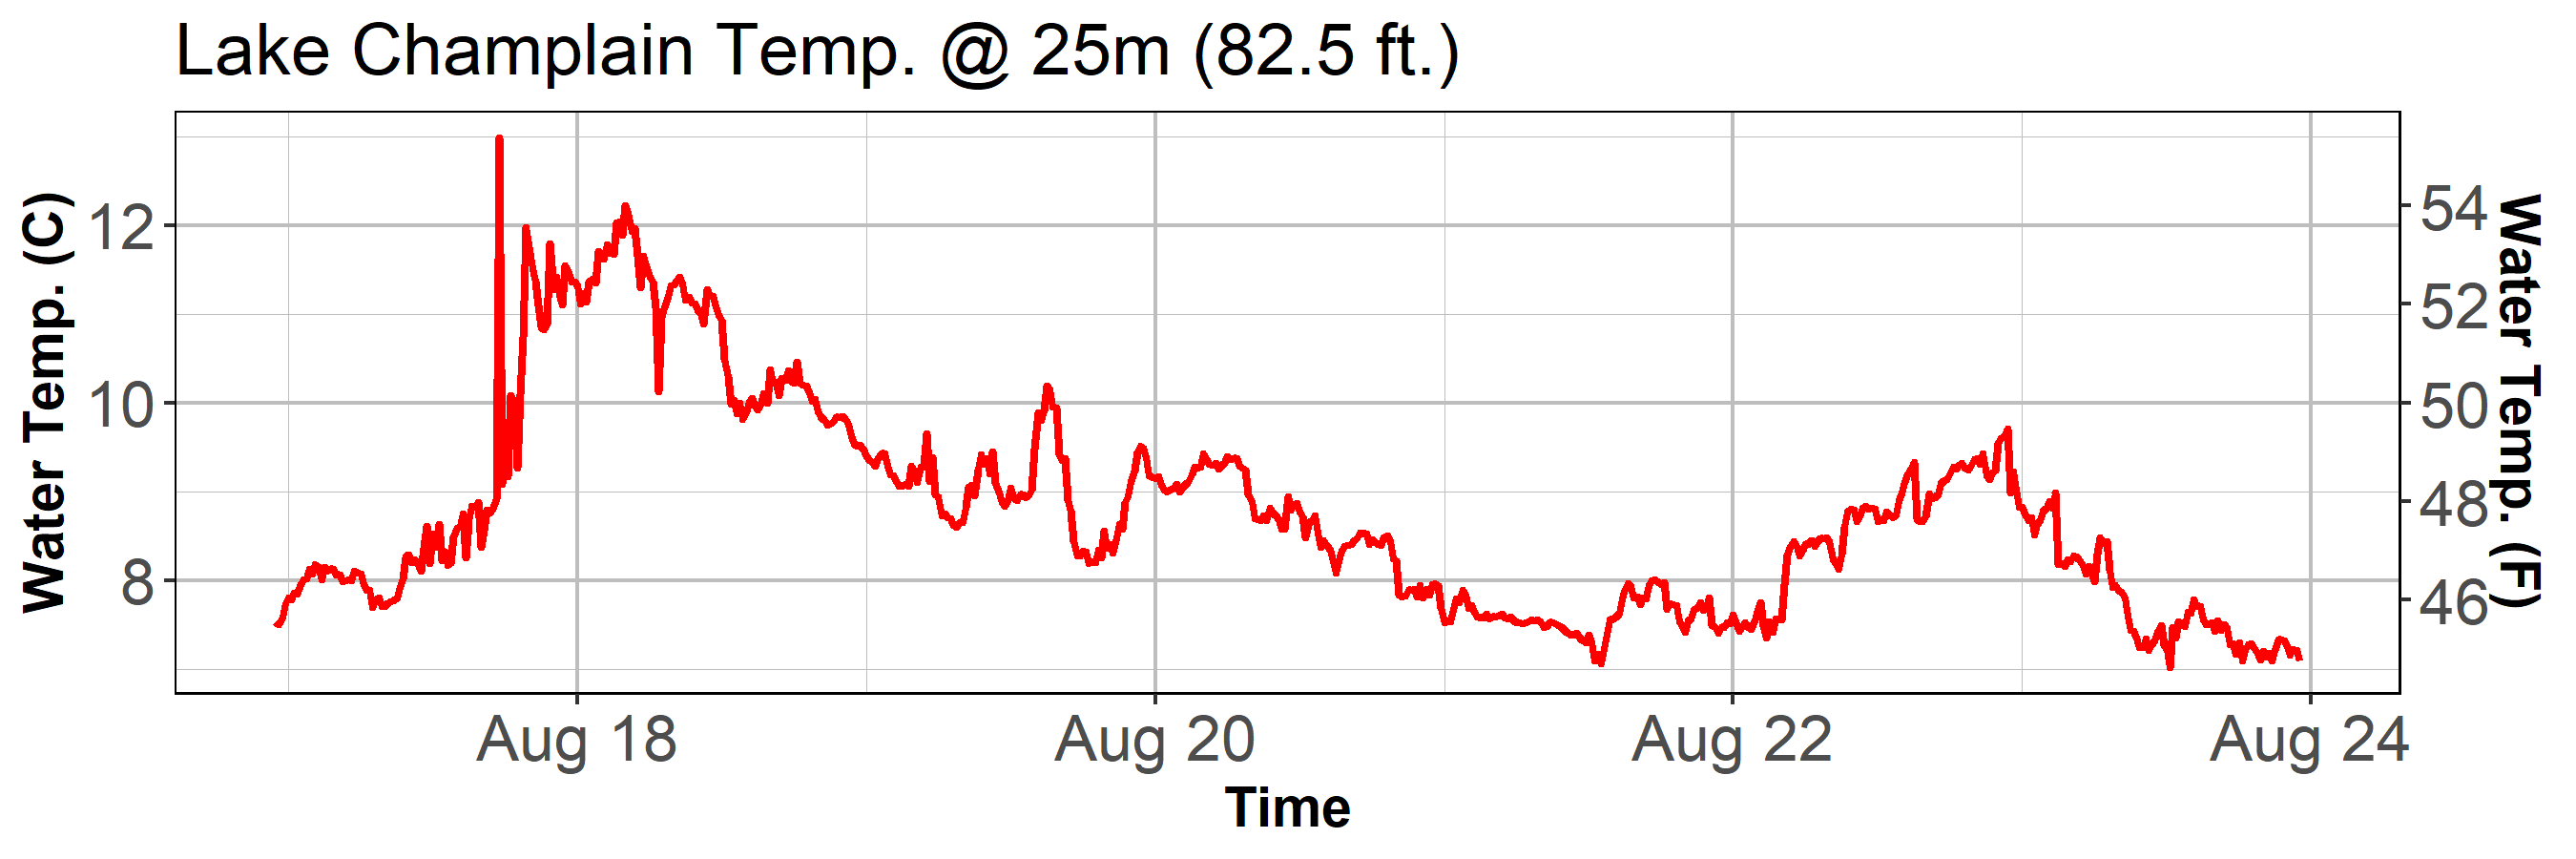 Lake Champlain Temp. @ 25m (82.5 ft.)
Water Temp. (C)
12
10
8
54
52
50
48
46
Water Temp. (F)
Aug 18 Aug 20 Aug 22 Aug 24
Time